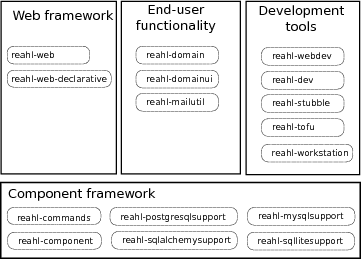 Web framework
reahl-web
reahl-web-declarative
End-user
functionality
reahl-domain
reahl-domainui
reahl-mailutil
Development
tools
reahl-webdev
reahl-dev
reahl-stubble
reahl-tofu
reahl-workstation
Component framework
reahl-commands
reahl-postgresqlsupport
reahl-mysqlsupport
reahl-component
reahl-sqlalchemysupport
reahl-sqllitesupport